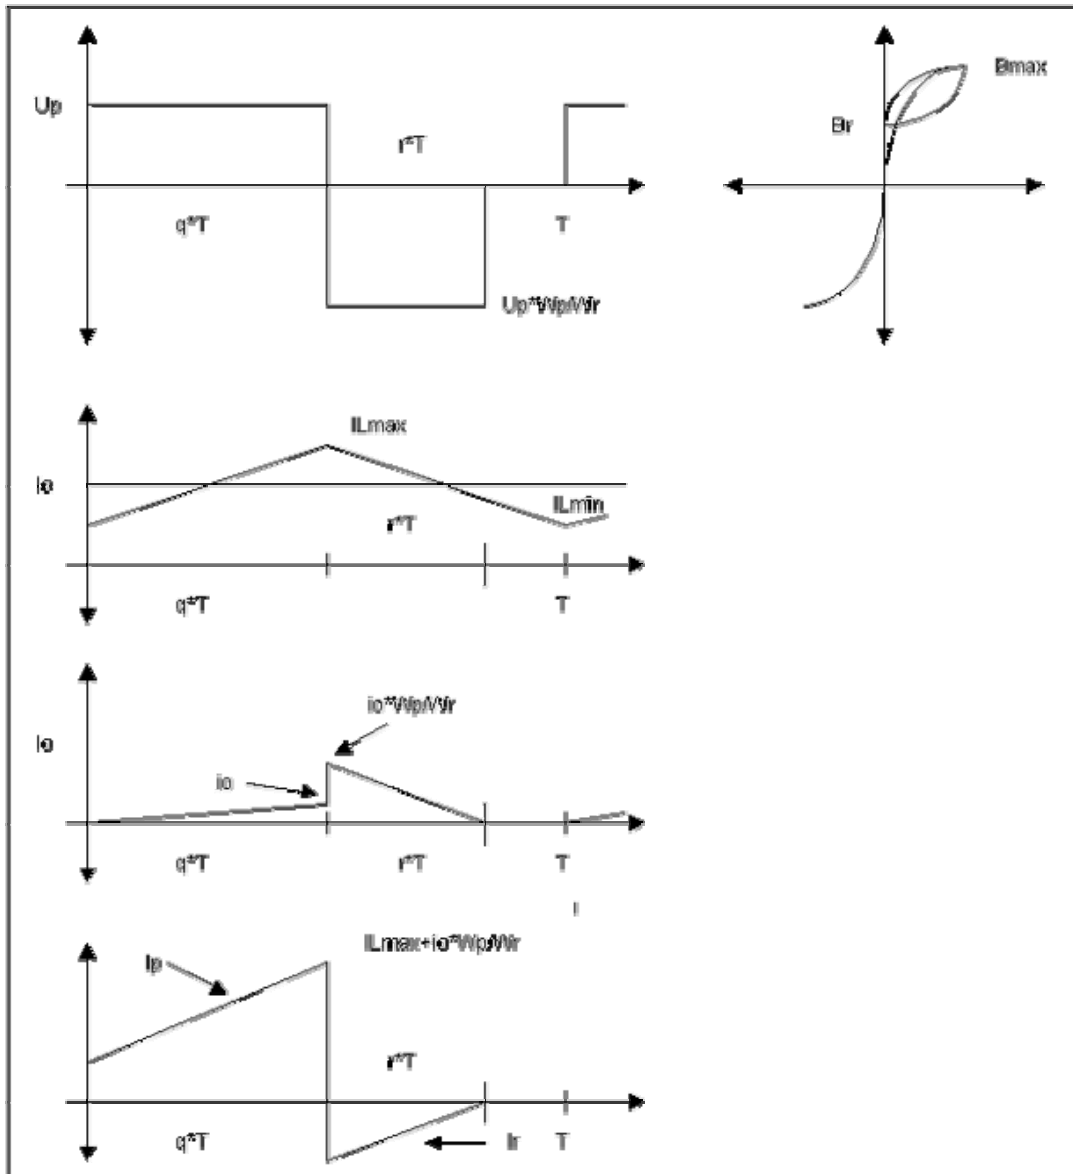 Up
r*T
q*T
T
Up*Wp/Wr
Bmax
Br
ILmax
Io
ILmin
r*T
q*T
T
io*Wp/Wr
Io
io
q*T
r*T
T
I
ILmax+io*Wp/Wr
Ip
r*T
q*T
Ir
T